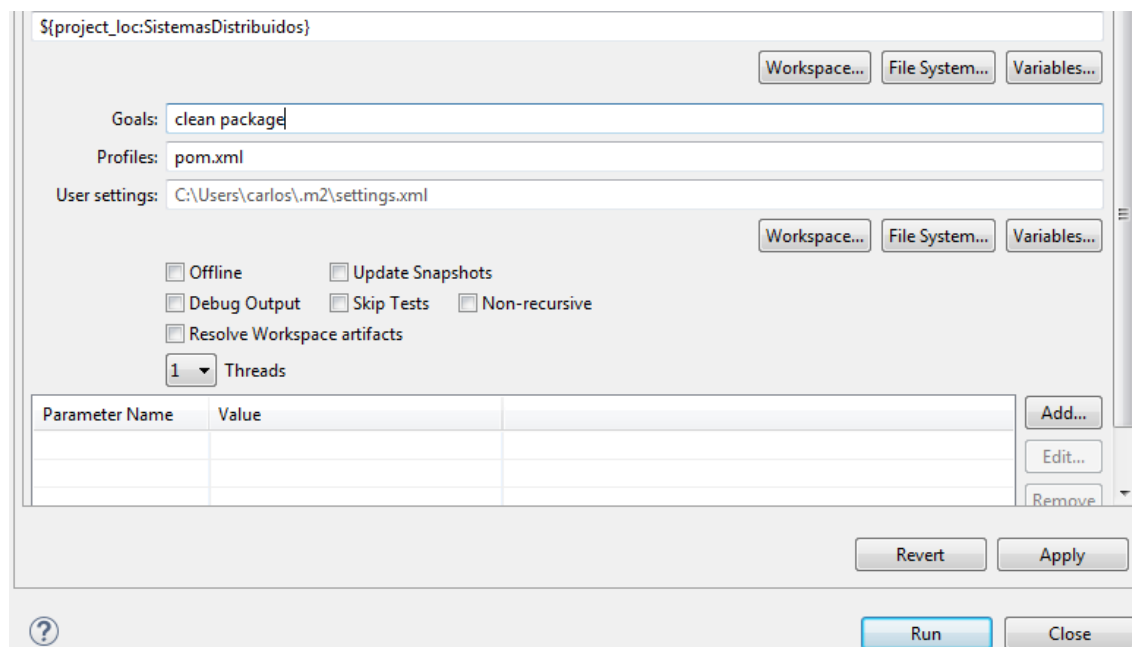 ${project_loc:SistemasDistribuidos}
Workspace... File System... Variables...
Goals: clean package
Profiles: pom.xml
User settings: C:\Users\carlos\.m2\settings.xml
Workspace... File System... Variables...
Offline Update Snapshots
Debug Output Skip Tests Non-recursive
Resolve Workspace artifacts
1 Threads
Parameter Name Value Add...
Edit...
Remove
Revert Apply
? Run Close